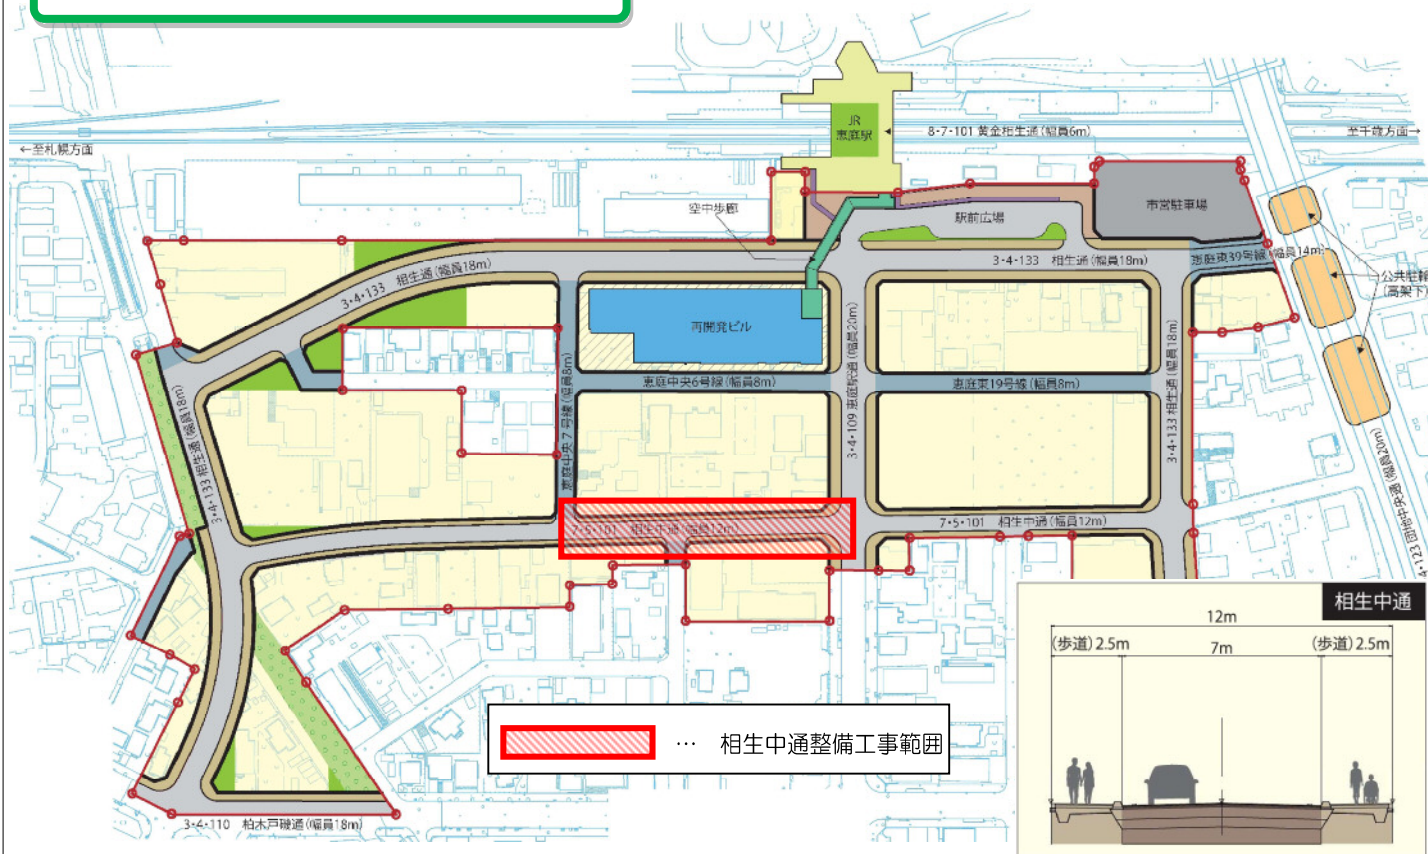 JR
恵庭駅
8・7・101 黄金相生通(幅員6m)
至千歳方面→
←至札幌方面
空中歩廊
駅前広場
市営駐車場
3・4・133 相生通(幅員18m)
恵庭東39号線(幅員14m)
公共駐輪
(高架下)
3・4・133 相生通(幅員18m)
再開発ビル
3・4・109 恵庭駅通(幅員20m)
3・4・133 相生通(幅員18m)
恵庭中央6号線(幅員8m)
恵庭東19号線(幅員8m)
恵庭中央7号線(幅員8m)
3・4・133 相生通(幅員18m)
7・5・101 相生中通(幅員12m)
7・5・101 相生中通(幅員12m)
4・123 団地中央通(幅員20m)
相生中通
12m
(歩道)2.5m
7m
(歩道)2.5m
… 相生中通整備工事範囲
3・4・110 柏木戸磯通(幅員18m)